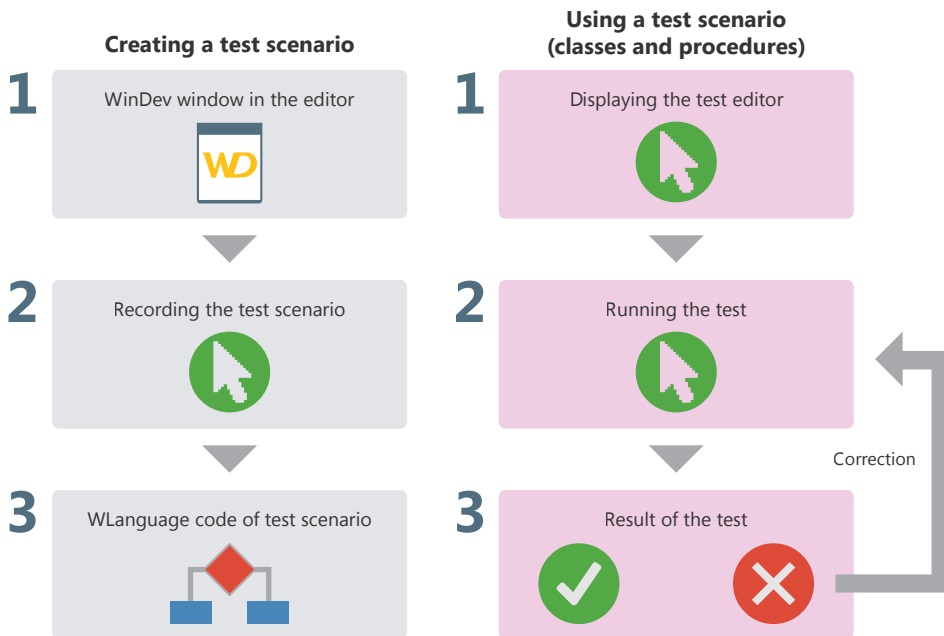 Creating a test scenario
1
WinDev window in the editor
WD
2
Recording the test scenario
3
WLanguage code of test scenario
Using a test scenario
(classes and procedures)
1
Displaying the test editor
2
Running the test
Correction
3
Result of the test